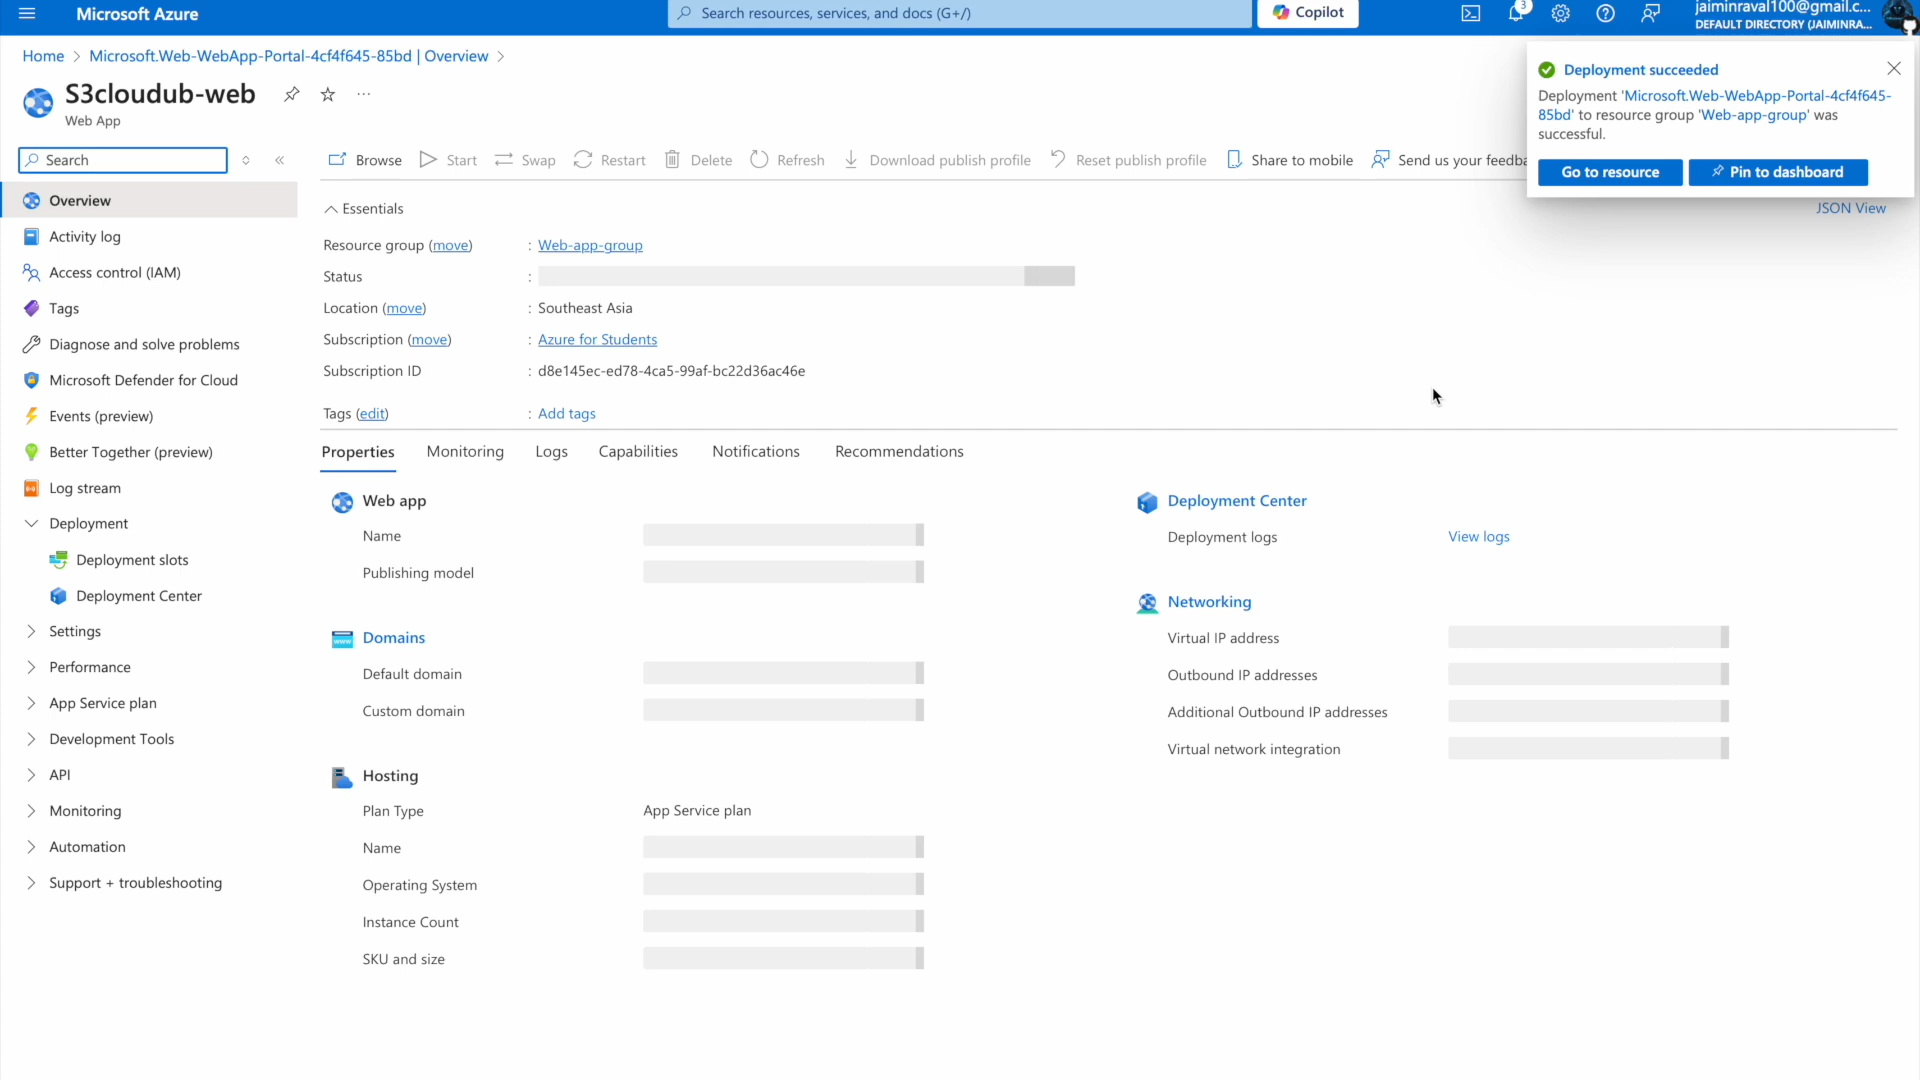 Microsoft Azure
Search resources, services, and docs (G+/)
Copilot
3
jaiminraval100@gmail.c...
DEFAULT DIRECTORY (JAIMINRA...
Home > Microsoft.Web-WebApp-Portal-4cf4f645-85bd | Overview >
S3cloudub-web
...
Web App
Deployment succeeded
Deployment 'Microsoft.Web-WebApp-Portal-4cf4f645-
85bd' to resource group 'Web-app-group' was
successful.
Go to resource
Pin to dashboard
Search
Browse
Start
Swap
Restart
Delete
Refresh
Download publish profile
Reset publish profile
Share to mobile
Send us your feedba
Overview
Activity log
Access control (IAM)
Tags
Diagnose and solve problems
Microsoft Defender for Cloud
Events (preview)
Better Together (preview)
Log stream
Deployment
Deployment slots
Deployment Center
Settings
Performance
App Service plan
Development Tools
API
Monitoring
Automation
Support + troubleshooting
Essentials
JSON View
Resource group (move) : Web-app-group
Status :
Location (move) : Southeast Asia
Subscription (move) : Azure for Students
Subscription ID : d8e145ec-ed78-4ca5-99af-bc22d36ac46e
Tags (edit) : Add tags
Properties
Monitoring
Logs
Capabilities
Notifications
Recommendations
Web app
Name
Publishing model
Domains
www
Default domain
Custom domain
Hosting
Plan Type App Service plan
Name
Operating System
Instance Count
SKU and size
Deployment Center
Deployment logs View logs
Networking
Virtual IP address
Outbound IP addresses
Additional Outbound IP addresses
Virtual network integration